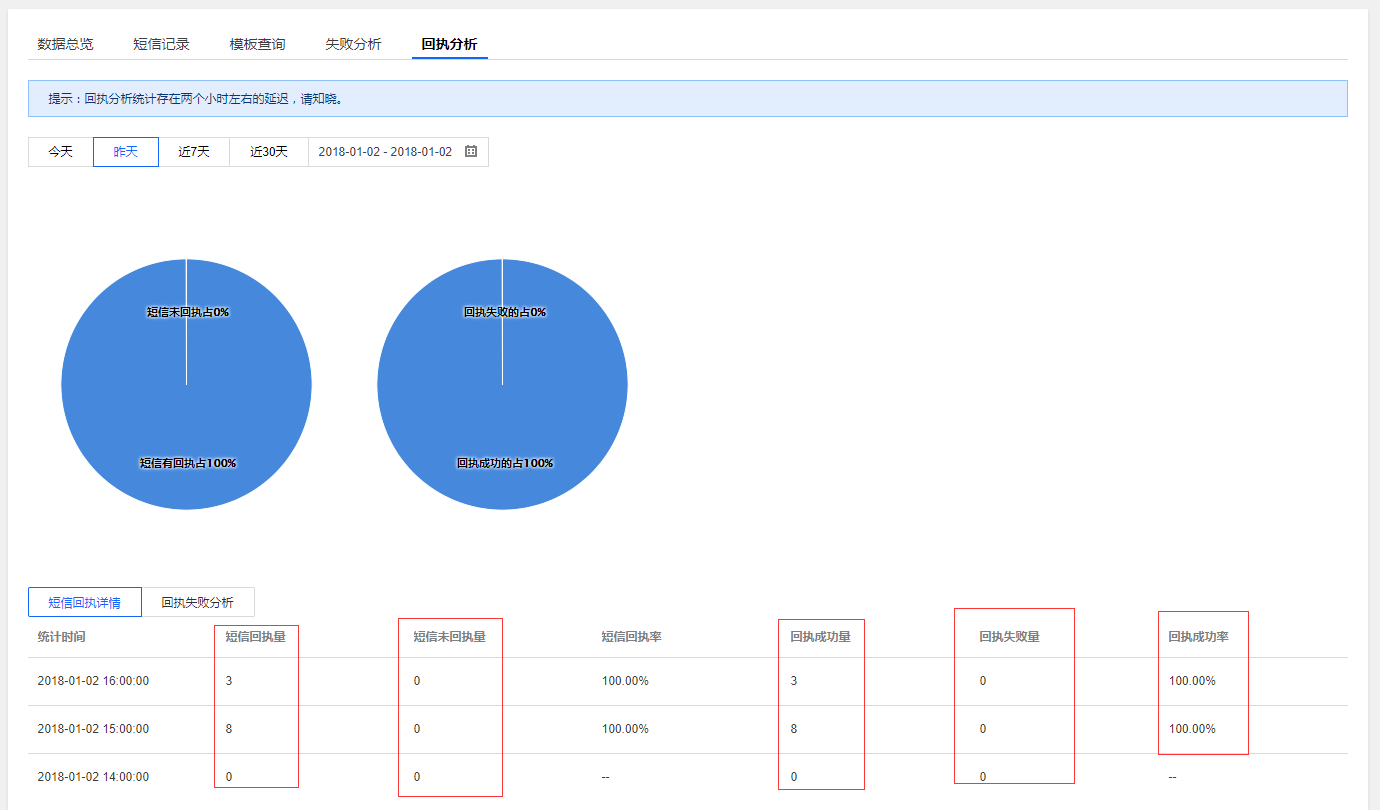 数据总览 短信记录 模板查询 失败分析 回执分析
提示：回执分析统计存在两个小时左右的延迟，请知晓。
今天 昨天 近7天 近30天 2018-01-02 - 2018-01-02
短信未回执占0% 回执失败的占0%
短信有回执占100% 回执成功的占100%
短信回执详情 回执失败分析
统计时间 短信回执量 短信未回执量 短信回执率 回执成功量 回执失败量 回执成功率
2018-01-02 16:00:00 3 0 100.00% 3 0 100.00%
2018-01-02 15:00:00 8 0 100.00% 8 0 100.00%
2018-01-02 14:00:00 0 0 -- 0 0 --